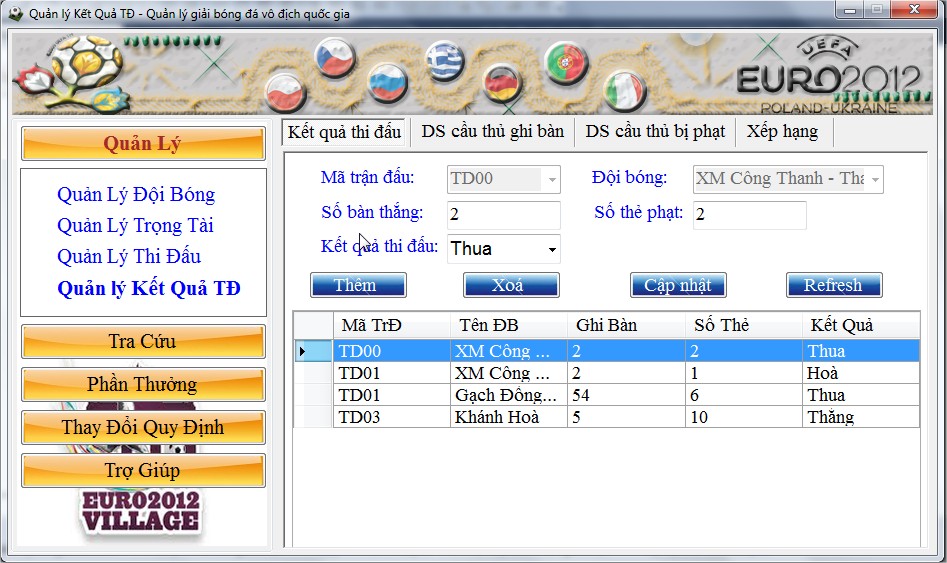 Quản lý Kết Quả TĐ - Quản lý giải bóng đá vô địch quốc gia
UEFA
EURO2012
POLAND-UKRAINE
Quản Lý
Quản Lý Đội Bóng
Quản Lý Trọng Tài
Quản Lý Thi Đấu
Quản lý Kết Quả TĐ
Tra Cứu
Phần Thưởng
Thay Đổi Quy Định
Trợ Giúp
EURO2012
VILLAGE
Kết quả thi đấu DS cầu thủ ghi bàn DS cầu thủ bị phạt Xếp hạng
Mã trận đấu: TD00 Đội bóng: XM Công Thanh - Tha
Số bàn thắng: 2 Số thẻ phạt: 2
Kết quả thi đấu: Thua
Thêm Xoá Cập nhật Refresh
Mã TrĐ Tên ĐB Ghi Bàn Số Thẻ Kết Quả
TD00 XM Công ... 2 2 Thua
TD01 XM Công ... 2 1 Hoà
TD01 Gạch Đồng... 54 6 Thua
TD03 Khánh Hoà 5 10 Thắng